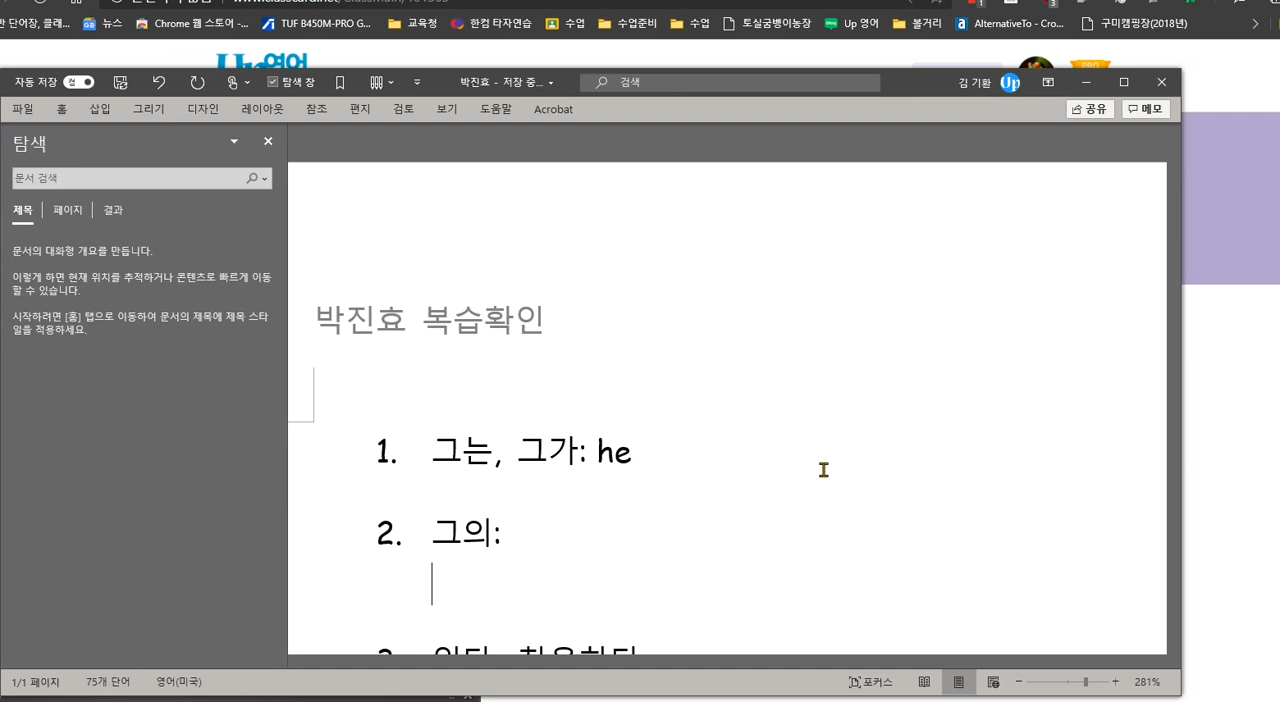 뉴스
Chrome 웹 스토어 -...
TUF B450M-PRO G...
교육청
한컴 타자연습
수업
수업준비
수업
토실굼뱅이농장
Up 영어
볼거리
AlternativeTo - Cro...
구미캠핑장(2018년)
자동 저장
탐색 창
박진효 - 저장 중...
검색
김 기환
Up
파일 홈 삽입 그리기 디자인 레이아웃 참조 편지 검토 보기 도움말 Acrobat
공유
메모
탐색
문서 검색
제목 페이지 결과
문서의 대화형 개요를 만듭니다.
이렇게 하면 현재 위치를 추적하거나 콘텐츠로 빠르게 이동
할 수 있습니다.
시작하려면 [홈] 탭으로 이동하여 문서의 제목에 제목 스타
일을 적용하세요.
박진효 복습확인
1. 그는, 그가: he
2. 그의:
1/1 페이지 75개 단어 영어(미국)
포커스
281%